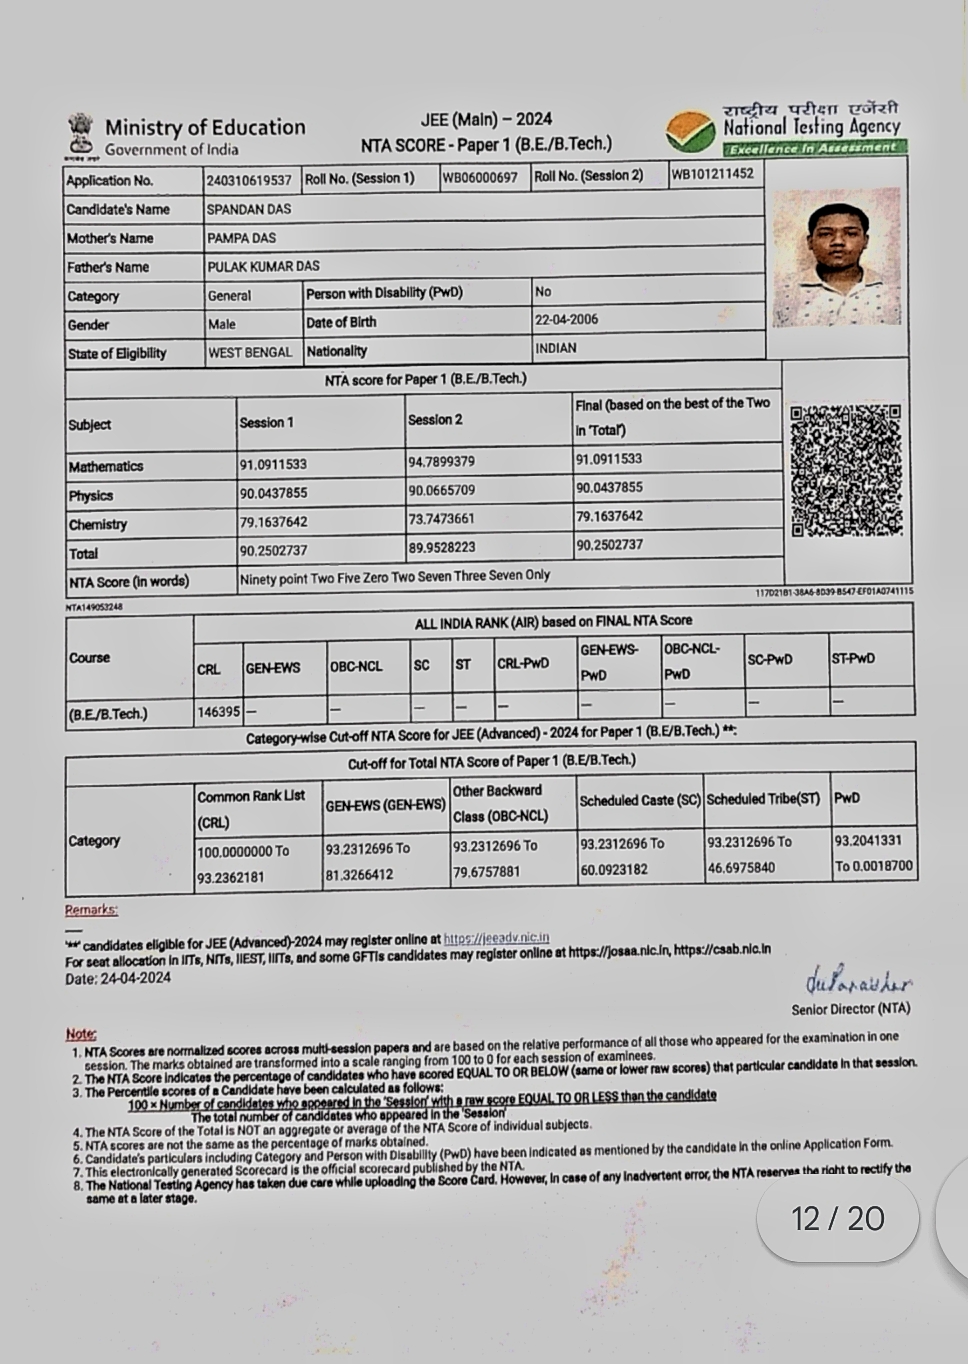 Ministry of Education
Government of India
JEE (Main) – 2024
NTA SCORE - Paper 1 (B.E./B.Tech.)
राष्ट्रीय परीक्षा एजेंसी
National Testing Agency
Excellence In Assessment
Application No. 240310619537 Roll No. (Session 1) WB06000697 Roll No. (Session 2) WB101211452
Candidate's Name SPANDAN DAS
Mother's Name PAMPA DAS
Father's Name PULAK KUMAR DAS
Category General Person with Disability (PwD) No
Gender Male Date of Birth 22-04-2006
State of Eligibility WEST BENGAL Nationality INDIAN
NTA score for Paper 1 (B.E./B.Tech.)
Subject Session 1 Session 2 Final (based on the best of the Two
in 'Total')
Mathematics 91.0911533 94.7899379 91.0911533
Physics 90.0437855 90.0665709 90.0437855
Chemistry 79.1637642 73.7473661 79.1637642
Total 90.2502737 89.9528223 90.2502737
NTA Score (in words) Ninety point Two Five Zero Two Seven Three Seven Only
NTA149053248
117D21B1-38A6-8D39-B547-EF01A0741115
ALL INDIA RANK (AIR) based on FINAL NTA Score
Course CRL GEN-EWS OBC-NCL SC ST CRL-PwD GEN-EWS-
PwD OBC-NCL-
PwD SC-PwD ST-PwD
(B.E./B.Tech.) 146395 — — — — — — — — —
Category-wise Cut-off NTA Score for JEE (Advanced) - 2024 for Paper 1 (B.E/B.Tech.) **:
Cut-off for Total NTA Score of Paper 1 (B.E/B.Tech.)
Category Common Rank List
(CRL) GEN-EWS (GEN-EWS) Other Backward
Class (OBC-NCL) Scheduled Caste (SC) Scheduled Tribe(ST) PwD
100.0000000 To 93.2312696 To 93.2312696 To 93.2312696 To 93.2312696 To 93.2041331
93.2362181 81.3266412 79.6757881 60.0923182 46.6975840 To 0.0018700
Remarks:
—
'**' candidates eligible for JEE (Advanced)-2024 may register online at https://jeeadv.nic.in
For seat allocation in IITs, NITs, IIEST, IIITs, and some GFTIs candidates may register online at https://josaa.nic.in, https://csab.nic.in
Date: 24-04-2024
Senior Director (NTA)
Note:
1. NTA Scores are normalized scores across multi-session papers and are based on the relative performance of all those who appeared for the examination in one
session. The marks obtained are transformed into a scale ranging from 100 to 0 for each session of examinees.
2. The NTA Score indicates the percentage of candidates who have scored EQUAL TO OR BELOW (same or lower raw scores) that particular candidate in that session.
3. The Percentile scores of a Candidate have been calculated as follows:
100 × Number of candidates who appeared in the 'Session' with a raw score EQUAL TO OR LESS than the candidate
The total number of candidates who appeared in the 'Session'
4. The NTA Score of the Total is NOT an aggregate or average of the NTA Score of individual subjects.
5. NTA scores are not the same as the percentage of marks obtained.
6. Candidate's particulars including Category and Person with Disability (PwD) have been indicated as mentioned by the candidate in the online Application Form.
7. This electronically generated Scorecard is the official scorecard published by the NTA.
8. The National Testing Agency has taken due care while uploading the Score Card. However, in case of any inadvertent error, the NTA reserves the right to rectify the
same at a later stage.
12 / 20